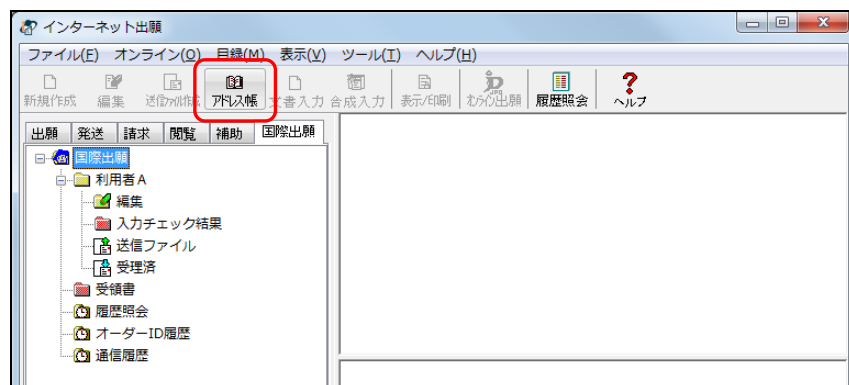 インターネット出願
ファイル(F) オンライン(O) 目録(M) 表示(V) ツール(T) ヘルプ(H)
新規作成 編集 送信ﾌｧｲﾙ作成 ｱﾄﾞﾚｽ帳 文書入力 合成入力 表示/印刷 ｵﾝﾗｲﾝ出願 履歴照会 ヘルプ
出願 発送 請求 閲覧 補助 国際出願
国際出願
利用者A
編集
入力チェック結果
送信ファイル
受理済
受領書
履歴照会
オーダーID履歴
通信履歴